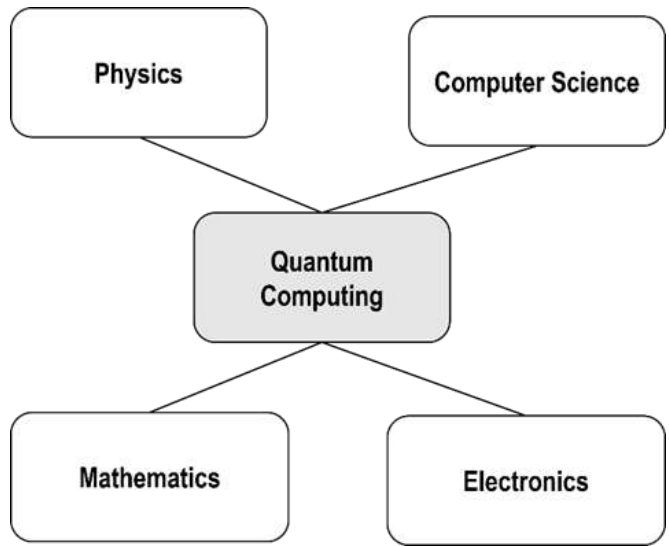 Physics
Computer Science
Quantum
Computing
Mathematics
Electronics